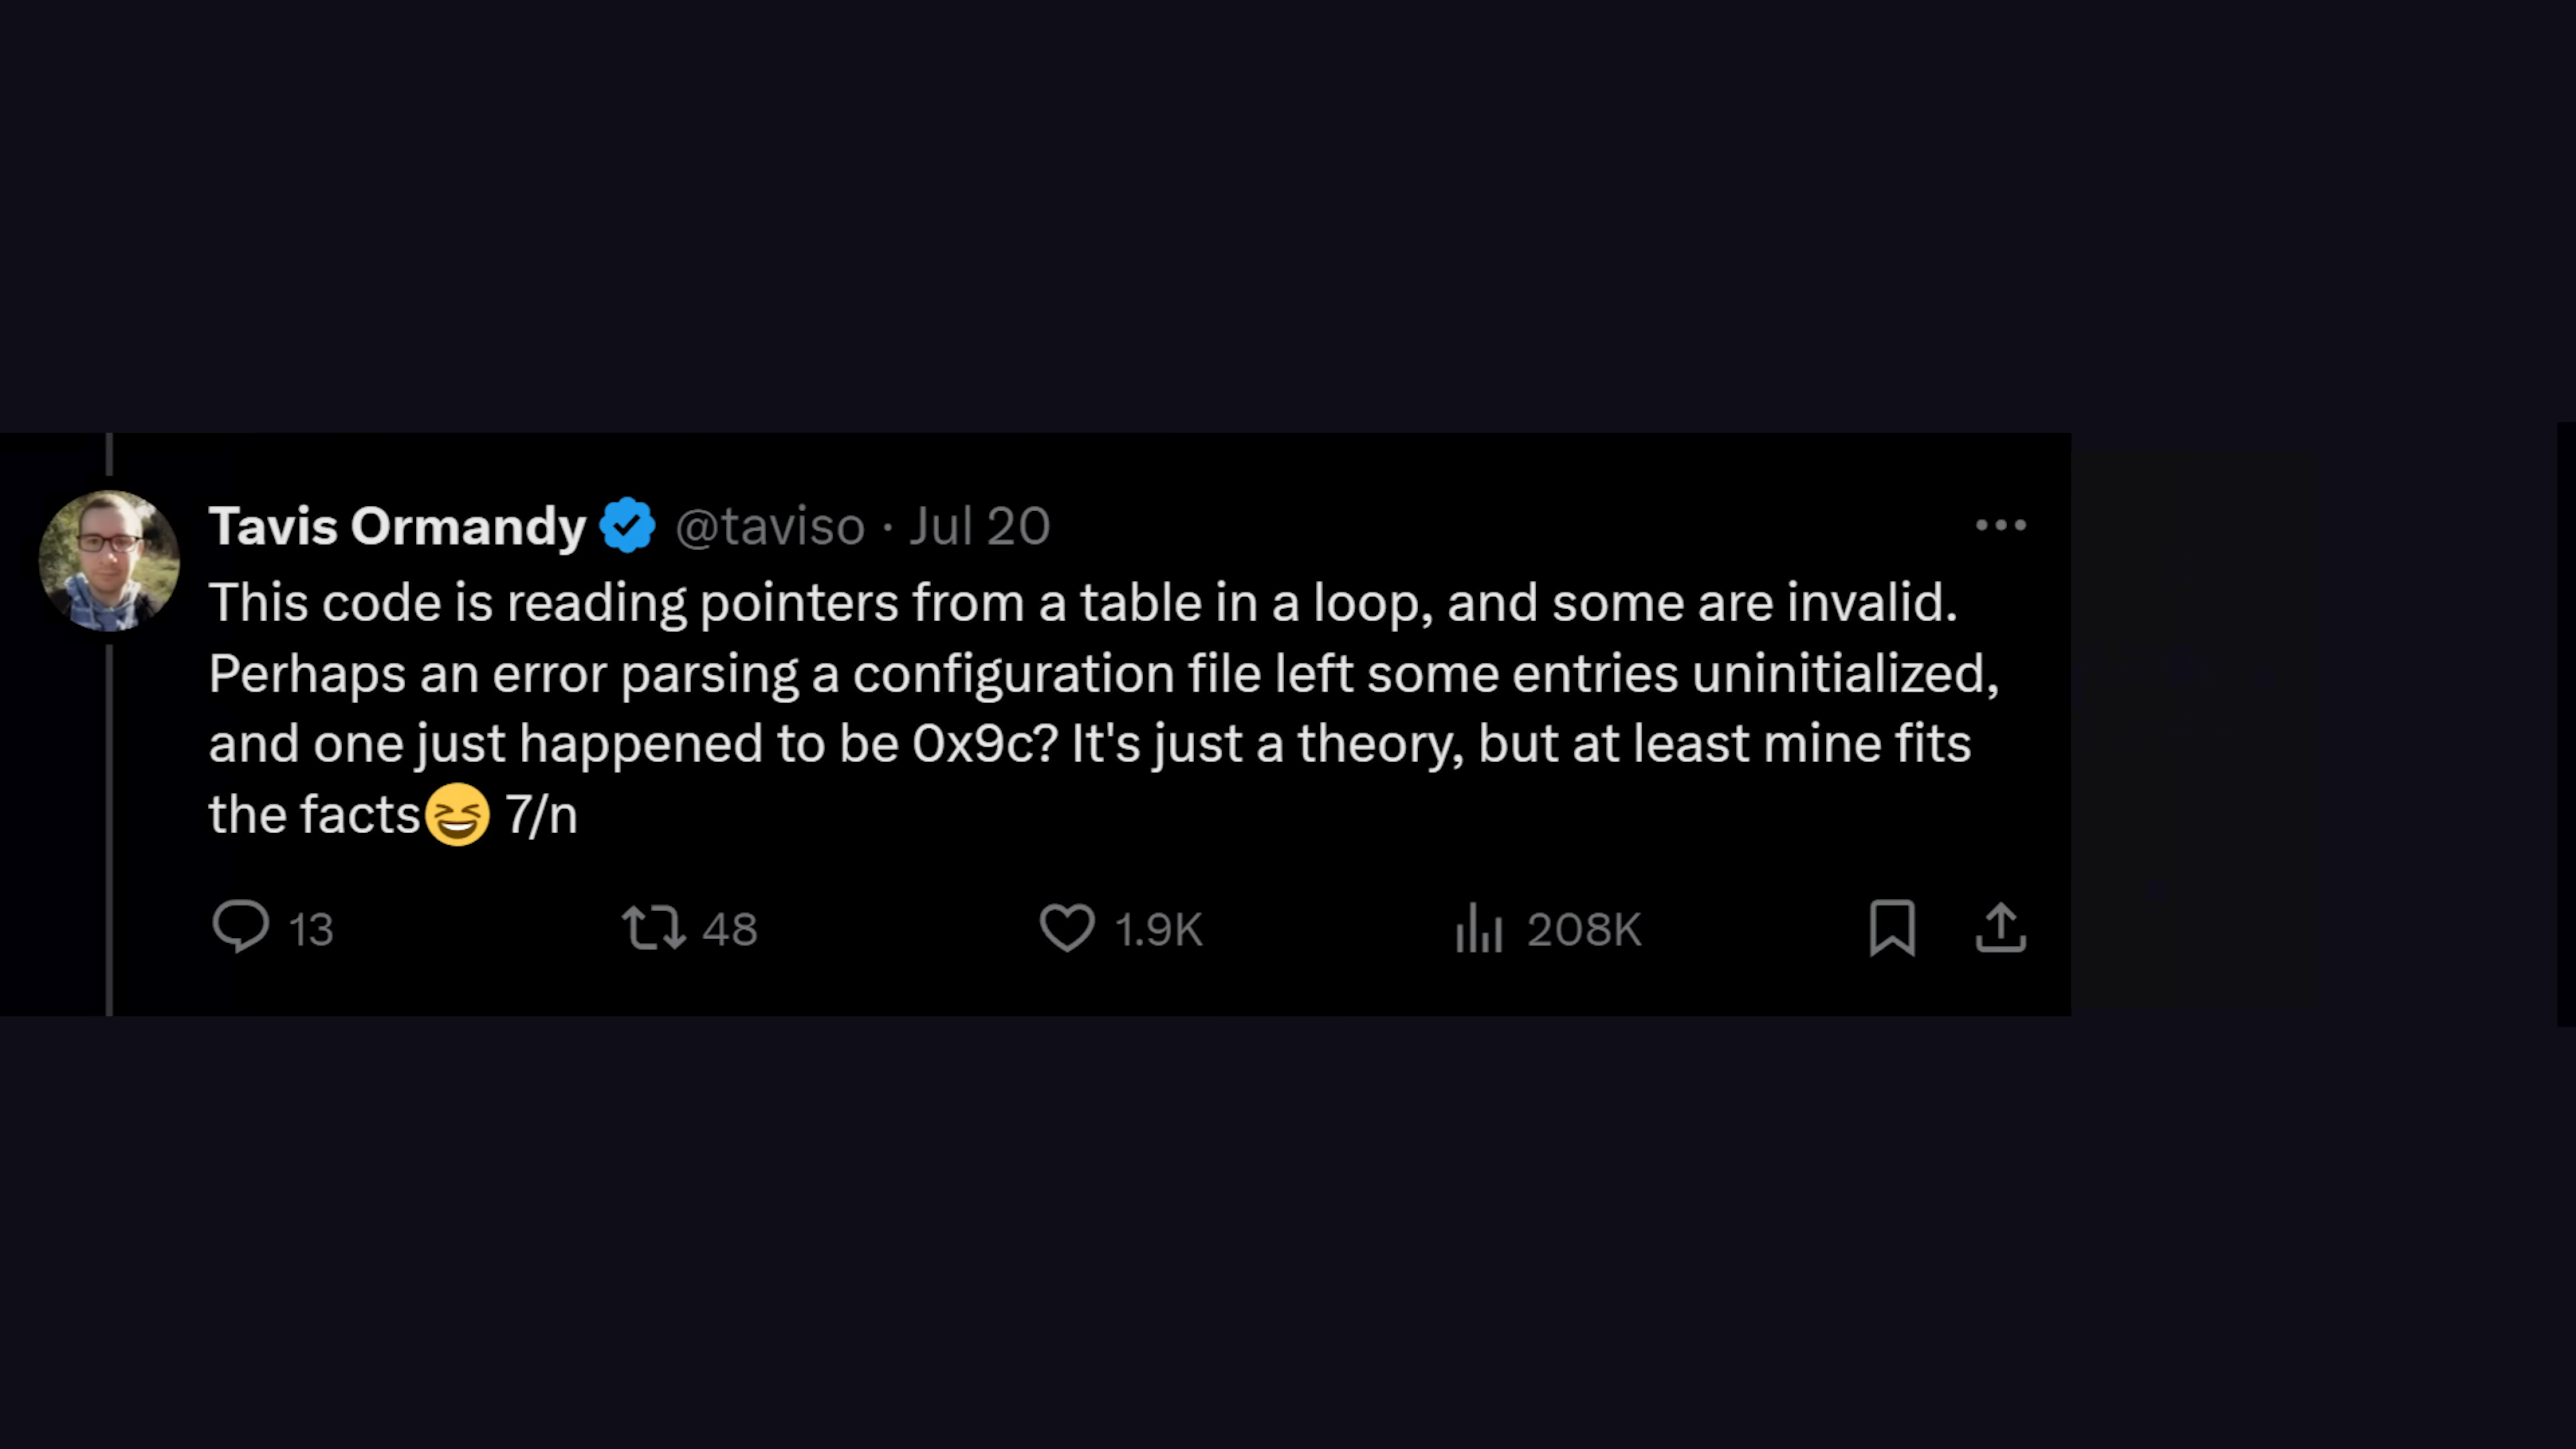 Tavis Ormandy @taviso · Jul 20
This code is reading pointers from a table in a loop, and some are invalid.
Perhaps an error parsing a configuration file left some entries uninitialized,
and one just happened to be 0x9c? It's just a theory, but at least mine fits
the facts😆 7/n
13 48 1.9K 208K